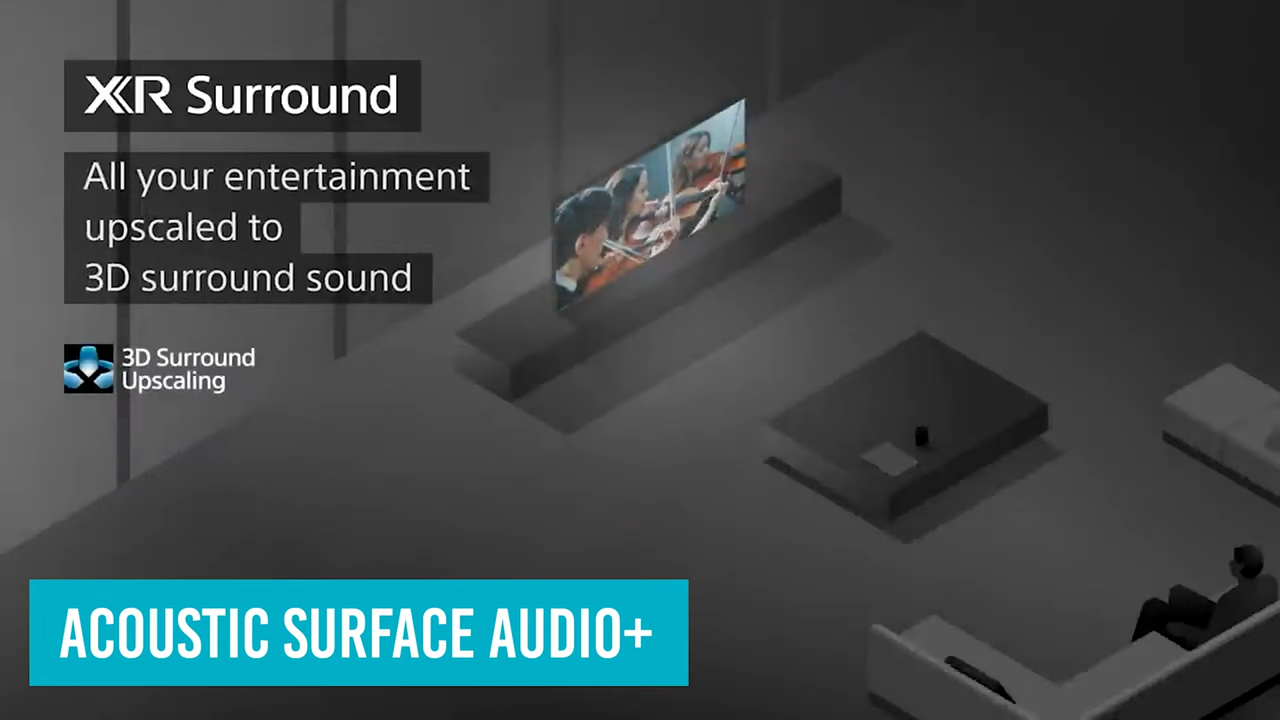 XR Surround
All your entertainment
upscaled to
3D surround sound
3D Surround
Upscaling
ACOUSTIC SURFACE AUDIO+